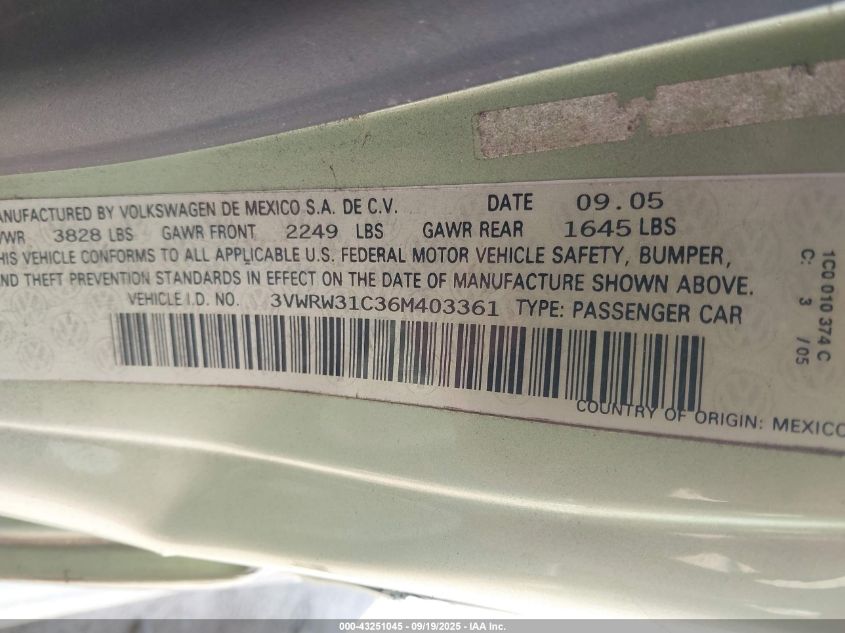 ANUFACTURED BY VOLKSWAGEN DE MEXICO S.A. DE C.V. DATE 09.05
VWR 3828 LBS GAWR FRONT 2249 LBS GAWR REAR 1645 LBS
HIS VEHICLE CONFORMS TO ALL APPLICABLE U.S. FEDERAL MOTOR VEHICLE SAFETY, BUMPER,
ND THEFT PREVENTION STANDARDS IN EFFECT ON THE DATE OF MANUFACTURE SHOWN ABOVE.
VEHICLE I.D. NO. 3VWRW31C36M403361 TYPE: PASSENGER CAR
COUNTRY OF ORIGIN: MEXICO
1C0 010 374 C
C: 3 /05
000-43251045 - 09/19/2025 - IAA Inc.